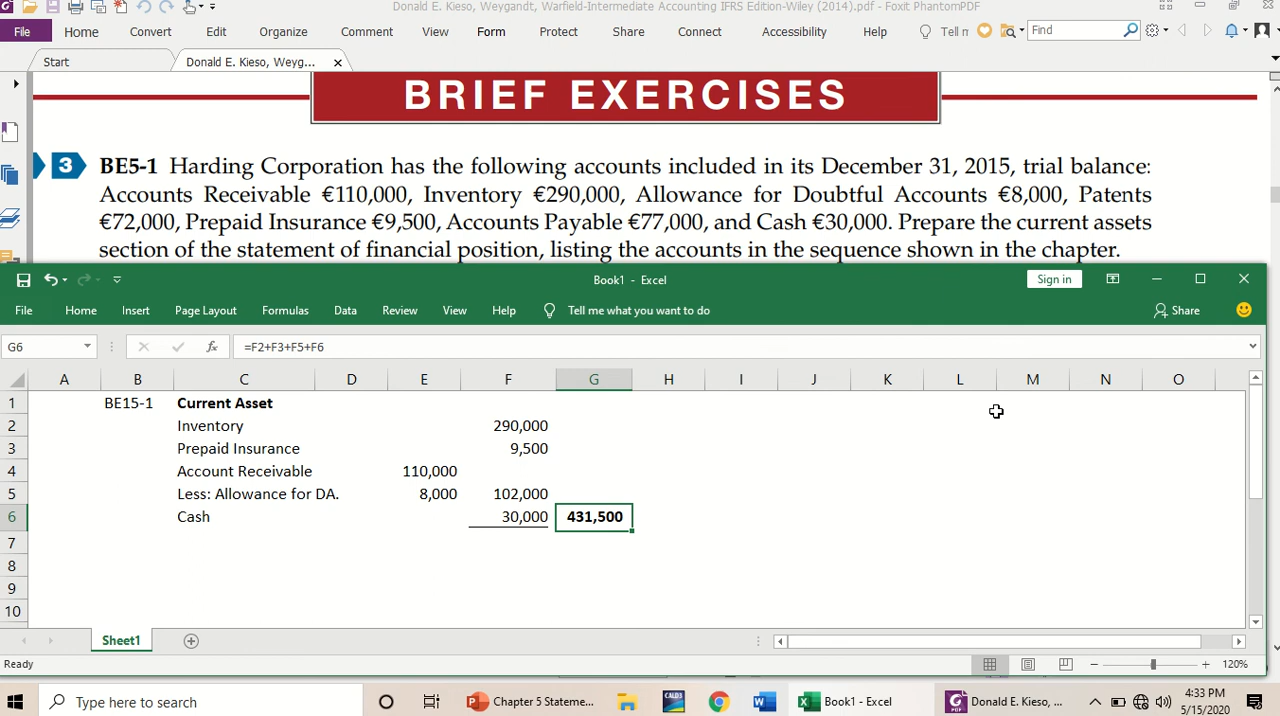 Donald E. Kieso, Weygandt, Warfield-Intermediate Accounting IFRS Edition-Wiley (2014).pdf - Foxit PhantomPDF
File Home Convert Edit Organize Comment View Form Protect Share Connect Accessibility Help Tell m Find
Start Donald E. Kieso, Weyg... ×
BRIEF EXERCISES
3 BE5-1 Harding Corporation has the following accounts included in its December 31, 2015, trial balance:
Accounts Receivable €110,000, Inventory €290,000, Allowance for Doubtful Accounts €8,000, Patents
€72,000, Prepaid Insurance €9,500, Accounts Payable €77,000, and Cash €30,000. Prepare the current assets
section of the statement of financial position, listing the accounts in the sequence shown in the chapter.
Book1 - Excel Sign in
File Home Insert Page Layout Formulas Data Review View Help Tell me what you want to do Share
G6 fx =F2+F3+F5+F6
A B C D E F G H I J K L M N O
1 BE15-1 Current Asset
2 Inventory 290,000
3 Prepaid Insurance 9,500
4 Account Receivable 110,000
5 Less: Allowance for DA. 8,000 102,000
6 Cash 30,000 431,500
7
8
9
10
Sheet1
Ready 120%
Type here to search Chapter 5 Stateme... CALD3 Book1 - Excel Donald E. Kieso, ... 4:33 PM
5/15/2020